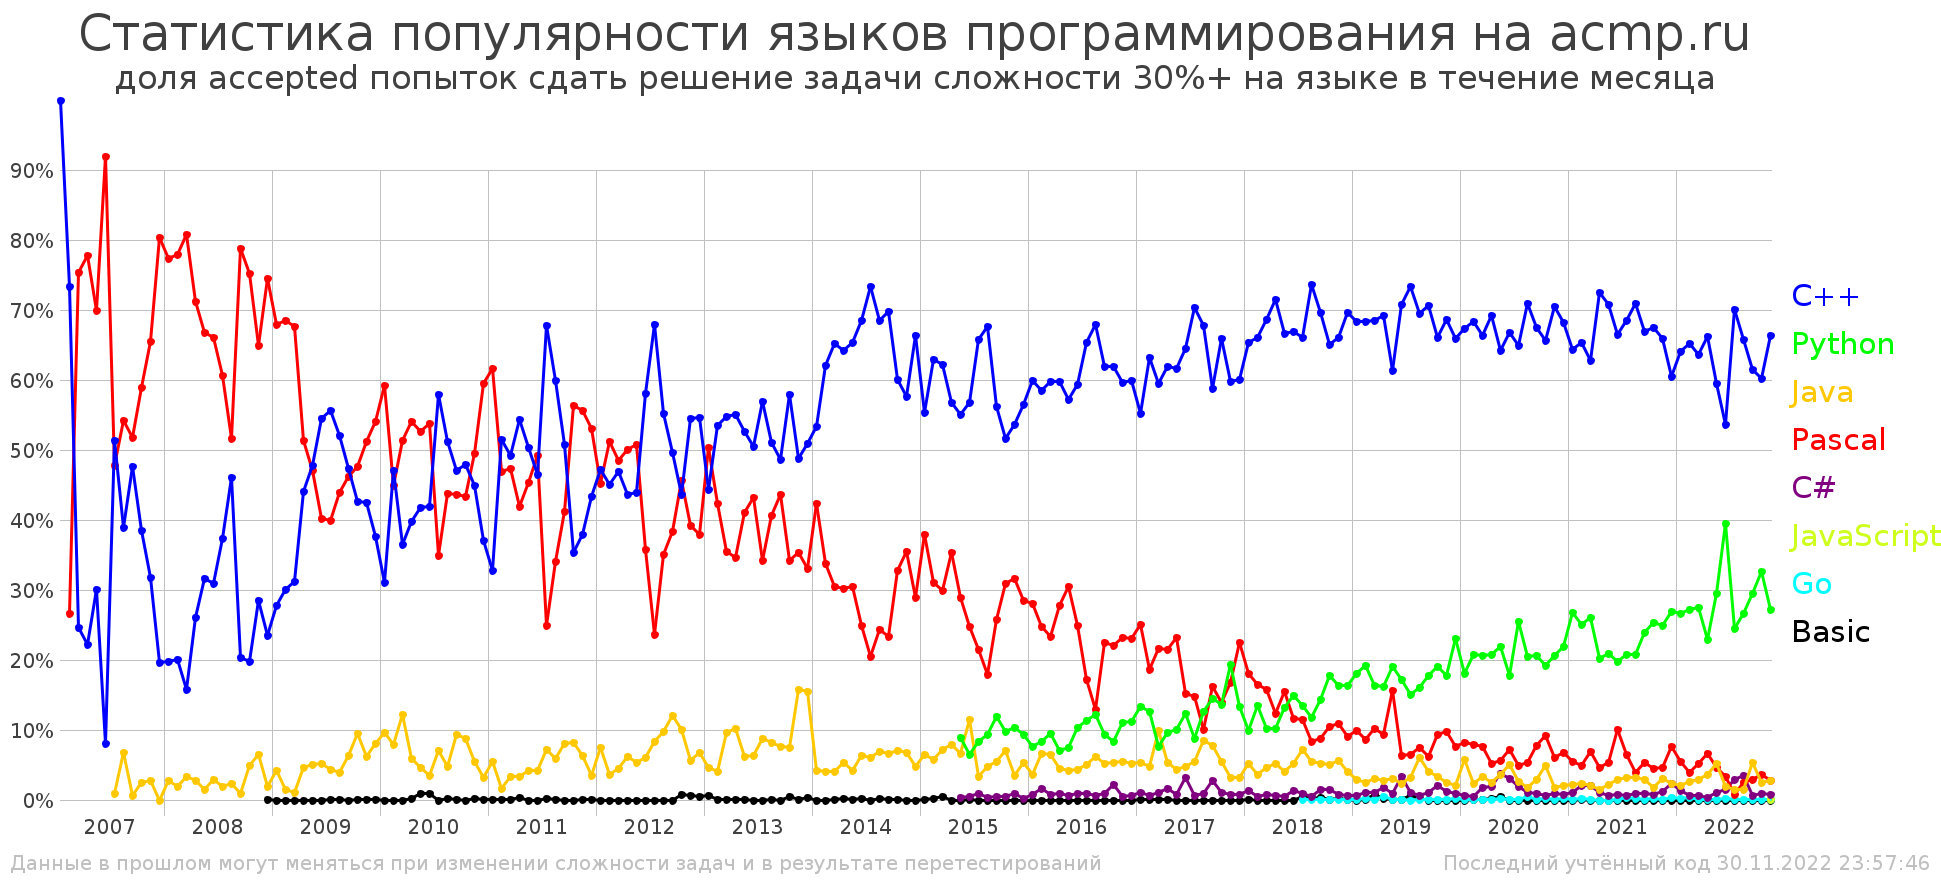 Статистика популярности языков программирования на acmp.ru
доля accepted попыток сдать решение задачи сложности 30%+ на языке в течение месяца
90%
80%
70%
60%
50%
40%
30%
20%
10%
0%
2007 2008 2009 2010 2011 2012 2013 2014 2015 2016 2017 2018 2019 2020 2021 2022
C++
Python
Java
Pascal
C#
JavaScript
Go
Basic
Данные в прошлом могут меняться при изменении сложности задач и в результате перетестирований
Последний учтённый код 30.11.2022 23:57:46